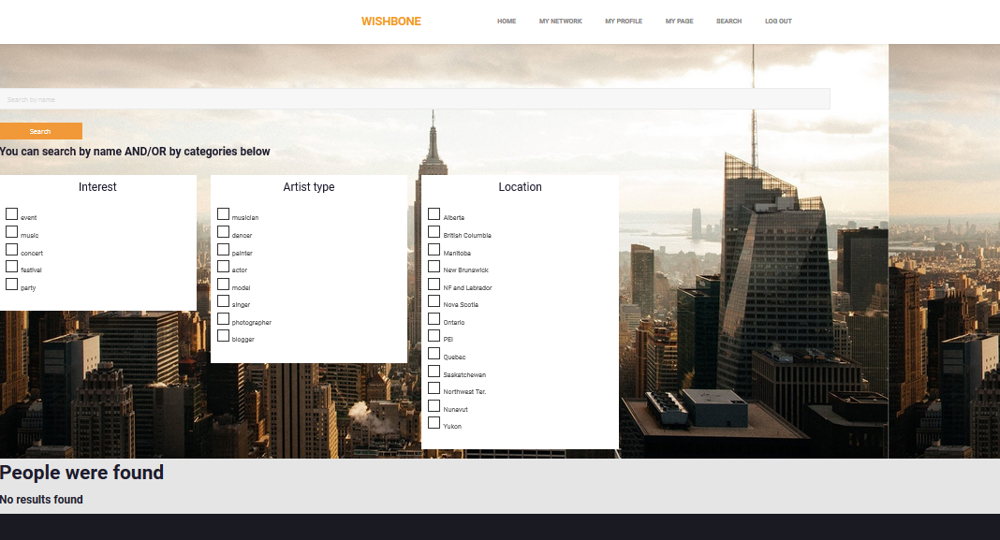 WISHBONE
HOME MY NETWORK MY PROFILE MY PAGE SEARCH LOG OUT
Search by name
Search
You can search by name AND/OR by categories below
Interest
event
music
concert
festival
party
Artist type
musician
dancer
painter
actor
model
singer
photographer
blogger
Location
Alberta
British Columbia
Manitoba
New Brunswick
NF and Labrador
Nova Scotia
Ontario
PEI
Quebec
Saskatchewan
Northwest Ter.
Nunavut
Yukon
People were found
No results found